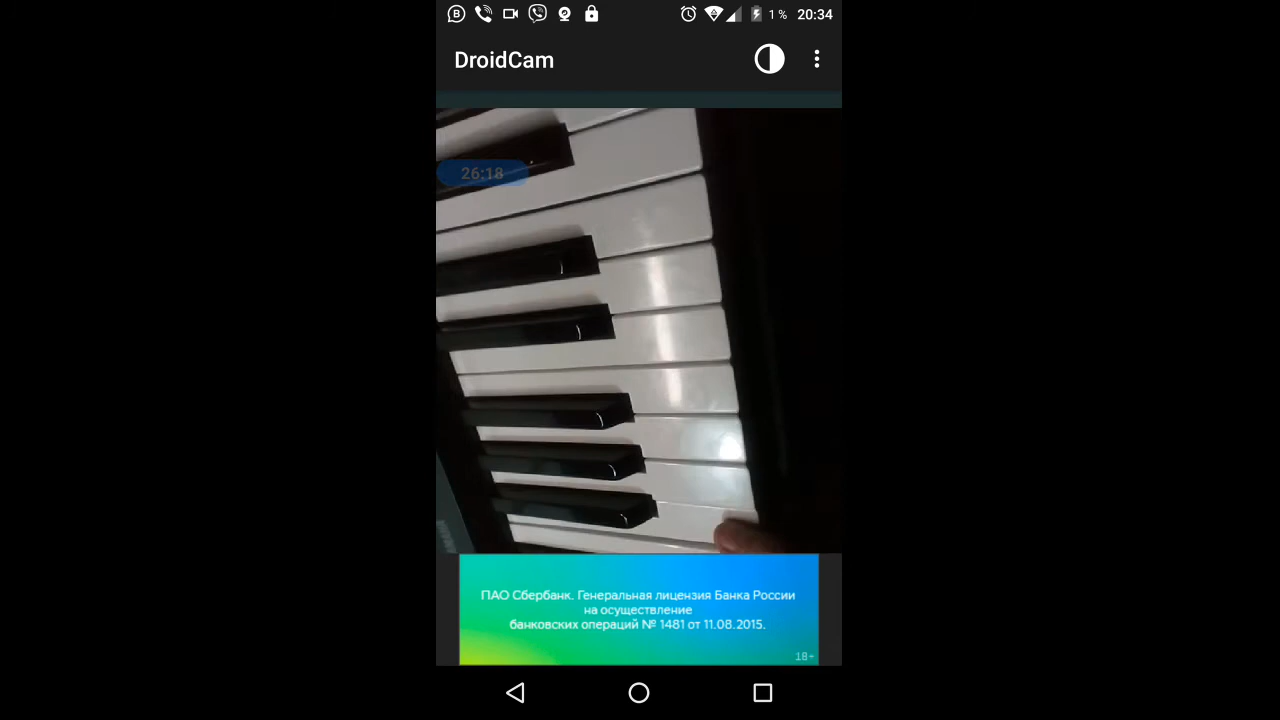 1 % 20:34
DroidCam
26:18
ПАО Сбербанк. Генеральная лицензия Банка России
на осуществление
банковских операций № 1481 от 11.08.2015.
18+